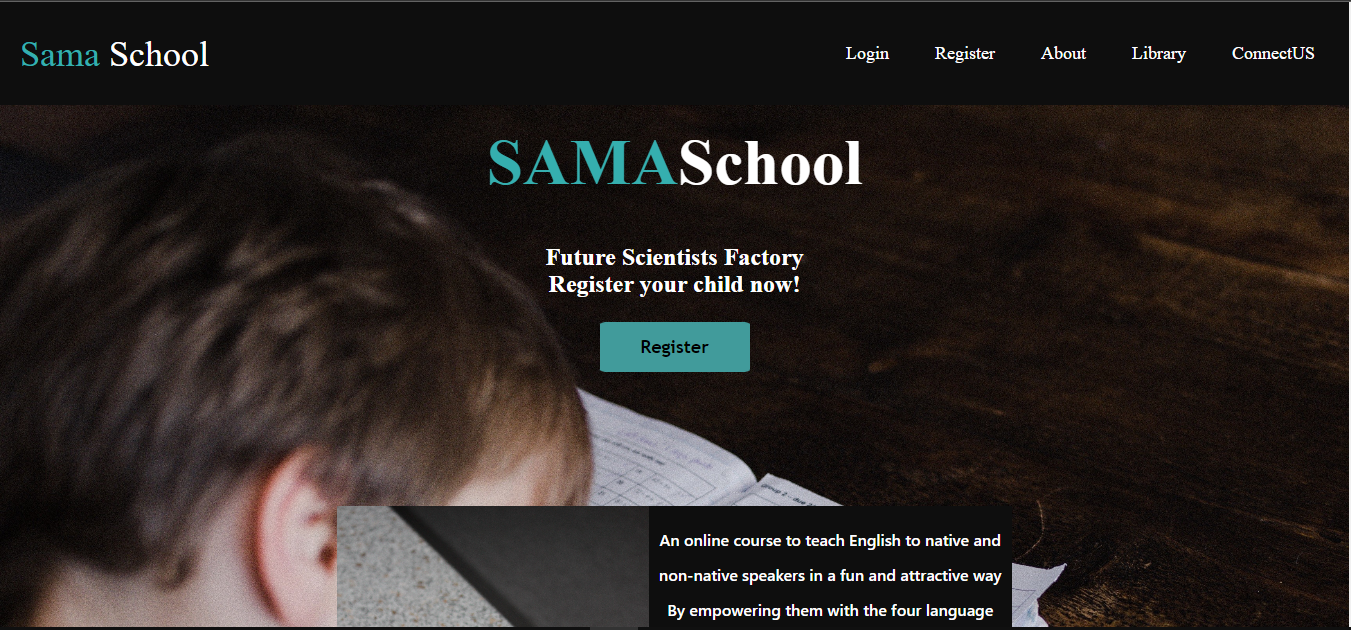 Sama School
Login Register About Library ConnectUS
SAMASchool
Future Scientists Factory
Register your child now!
Register
An online course to teach English to native and
non-native speakers in a fun and attractive way
By empowering them with the four language